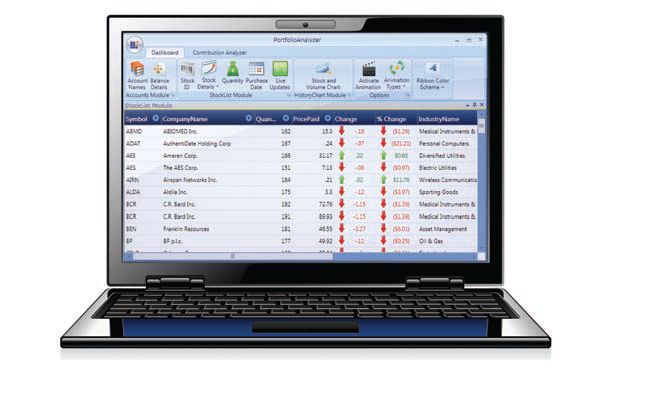 PortfolioAnalyzer
Dashboard Contribution Analyzer
Account Names Balance Details Stock ID Stock Details Quantity Purchase Date Live Updates Stock and Volume Chart Activate Animation Animation Types Ribbon Color Scheme
Accounts Module StockList Module HistoryChart Module Options
StockList Module
Symbol CompanyName Quan... PricePaid Change % Change IndustryName
ABMD ABIOMED Inc. 162 15.3 -.18 ($1.29) Medical Instruments &
ADAT AuthentiDate Holding Corp 167 .24 -.07 ($21.21) Personal Computers
AEE Ameren Corp. 166 31.17 .22 $0.65 Diversified Utilities
AES The AES Corp. 151 7.13 -.08 ($0.97) Electric Utilities
AIRN Airspan Networks Inc. 164 .21 .02 $11.76 Wireless Communicatio
ALDA Aldila Inc. 175 3.3 -.12 ($3.97) Sporting Goods
BCR C.R. Bard Inc. 192 72.76 -1.15 ($1.39) Medical Instruments &
BCR C.R. Bard Inc. 191 89.93 -1.15 ($1.39) Medical Instruments &
BEN Franklin Resources 181 46.55 -3.27 ($6.01) Asset Management
BP BP p.l.c. 177 49.92 -.11 ($0.25) Oil & Gas